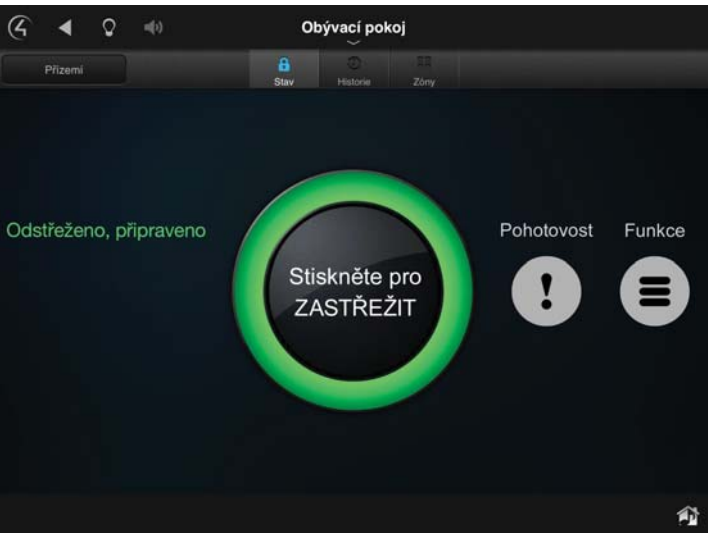 Obývací pokoj
Přízemí
Stav
Historie
Zóny
Odstřeženo, připraveno
Stiskněte pro
ZASTŘEŽIT
Pohotovost
Funkce